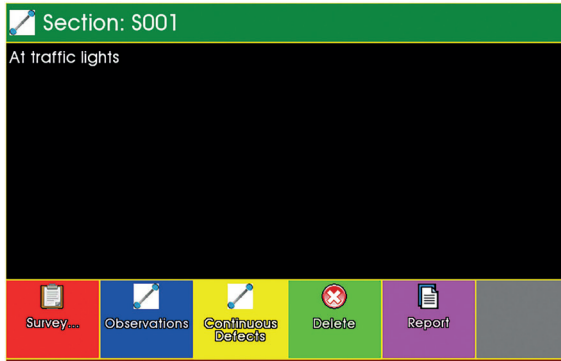 Section: S001
At traffic lights
Survey...
Observations
Continuous
Defects
Delete
Report